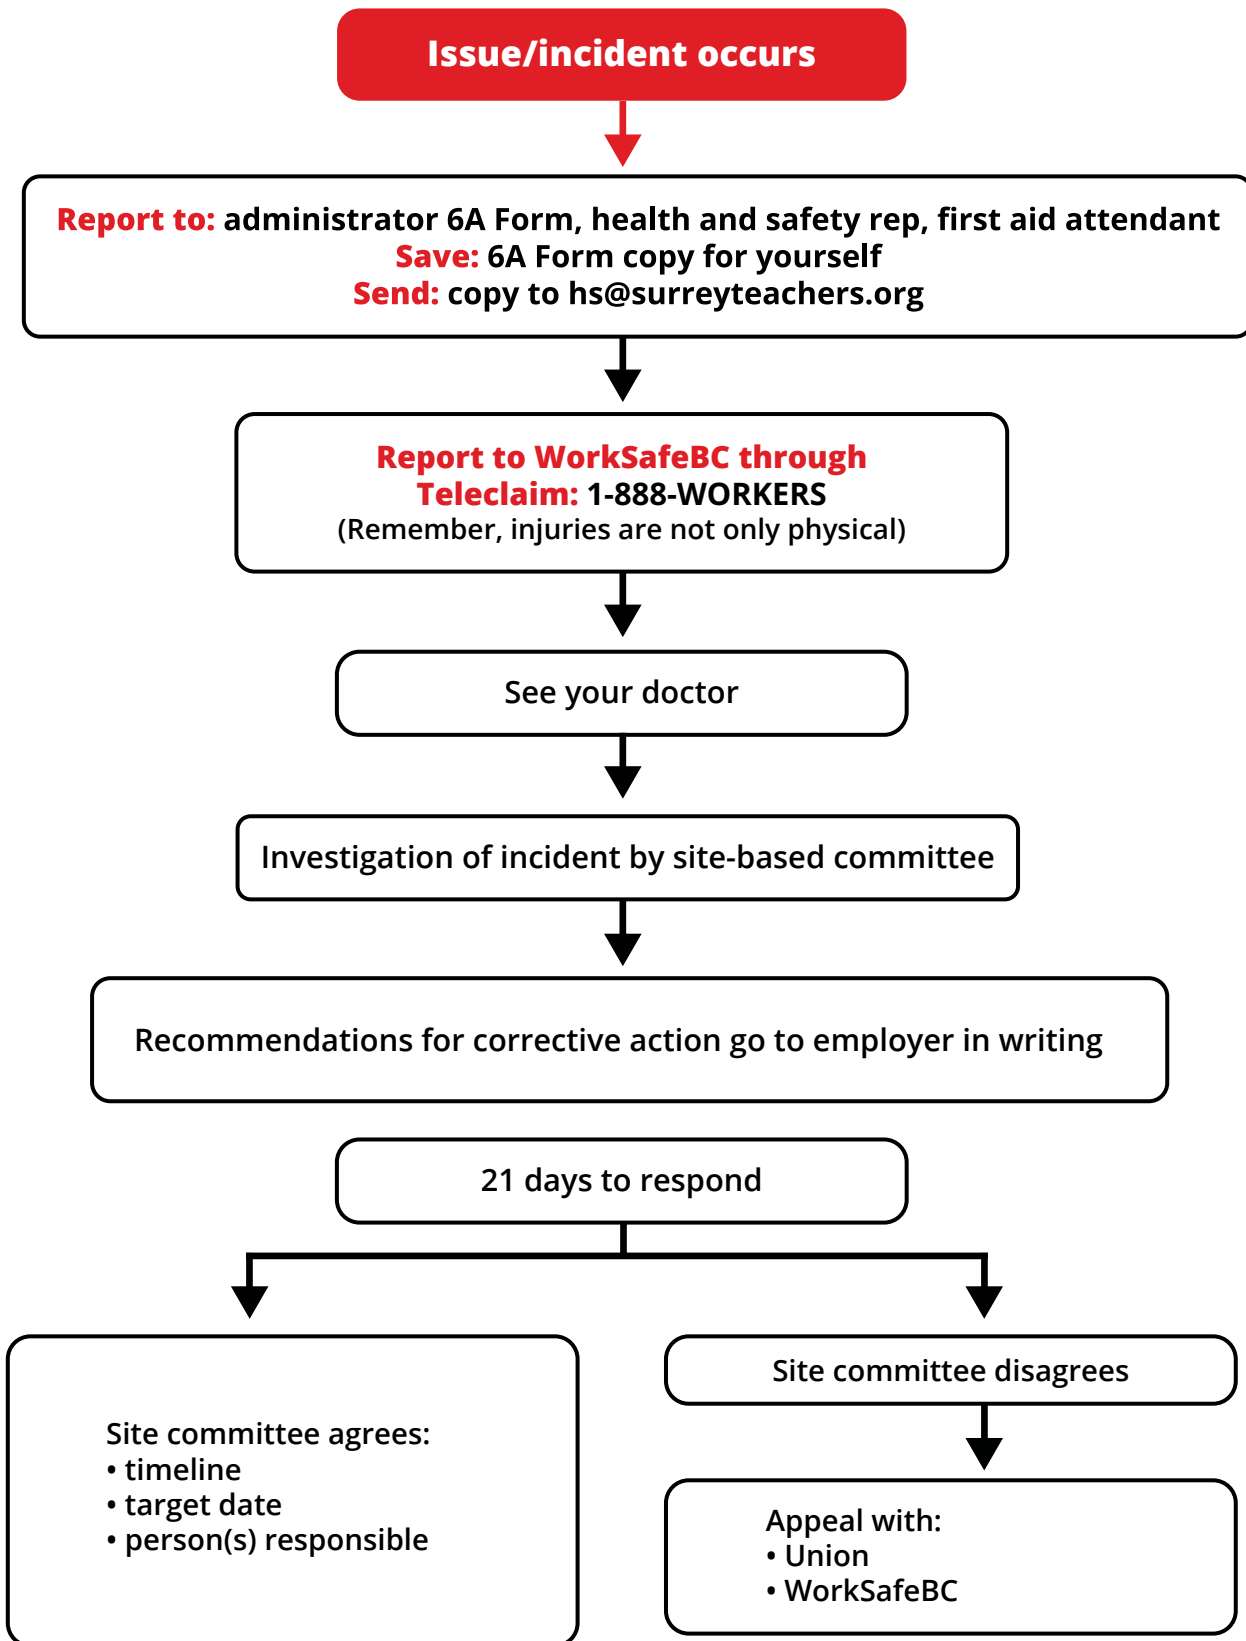 Issue/incident occurs
Report to: administrator 6A Form, health and safety rep, first aid attendant
Save: 6A Form copy for yourself
Send: copy to hs@surreyteachers.org
Report to WorkSafeBC through
Teleclaim: 1-888-WORKERS
(Remember, injuries are not only physical)
See your doctor
Investigation of incident by site-based committee
Recommendations for corrective action go to employer in writing
21 days to respond
Site committee agrees:
• timeline
• target date
• person(s) responsible
Site committee disagrees
Appeal with:
• Union
• WorkSafeBC